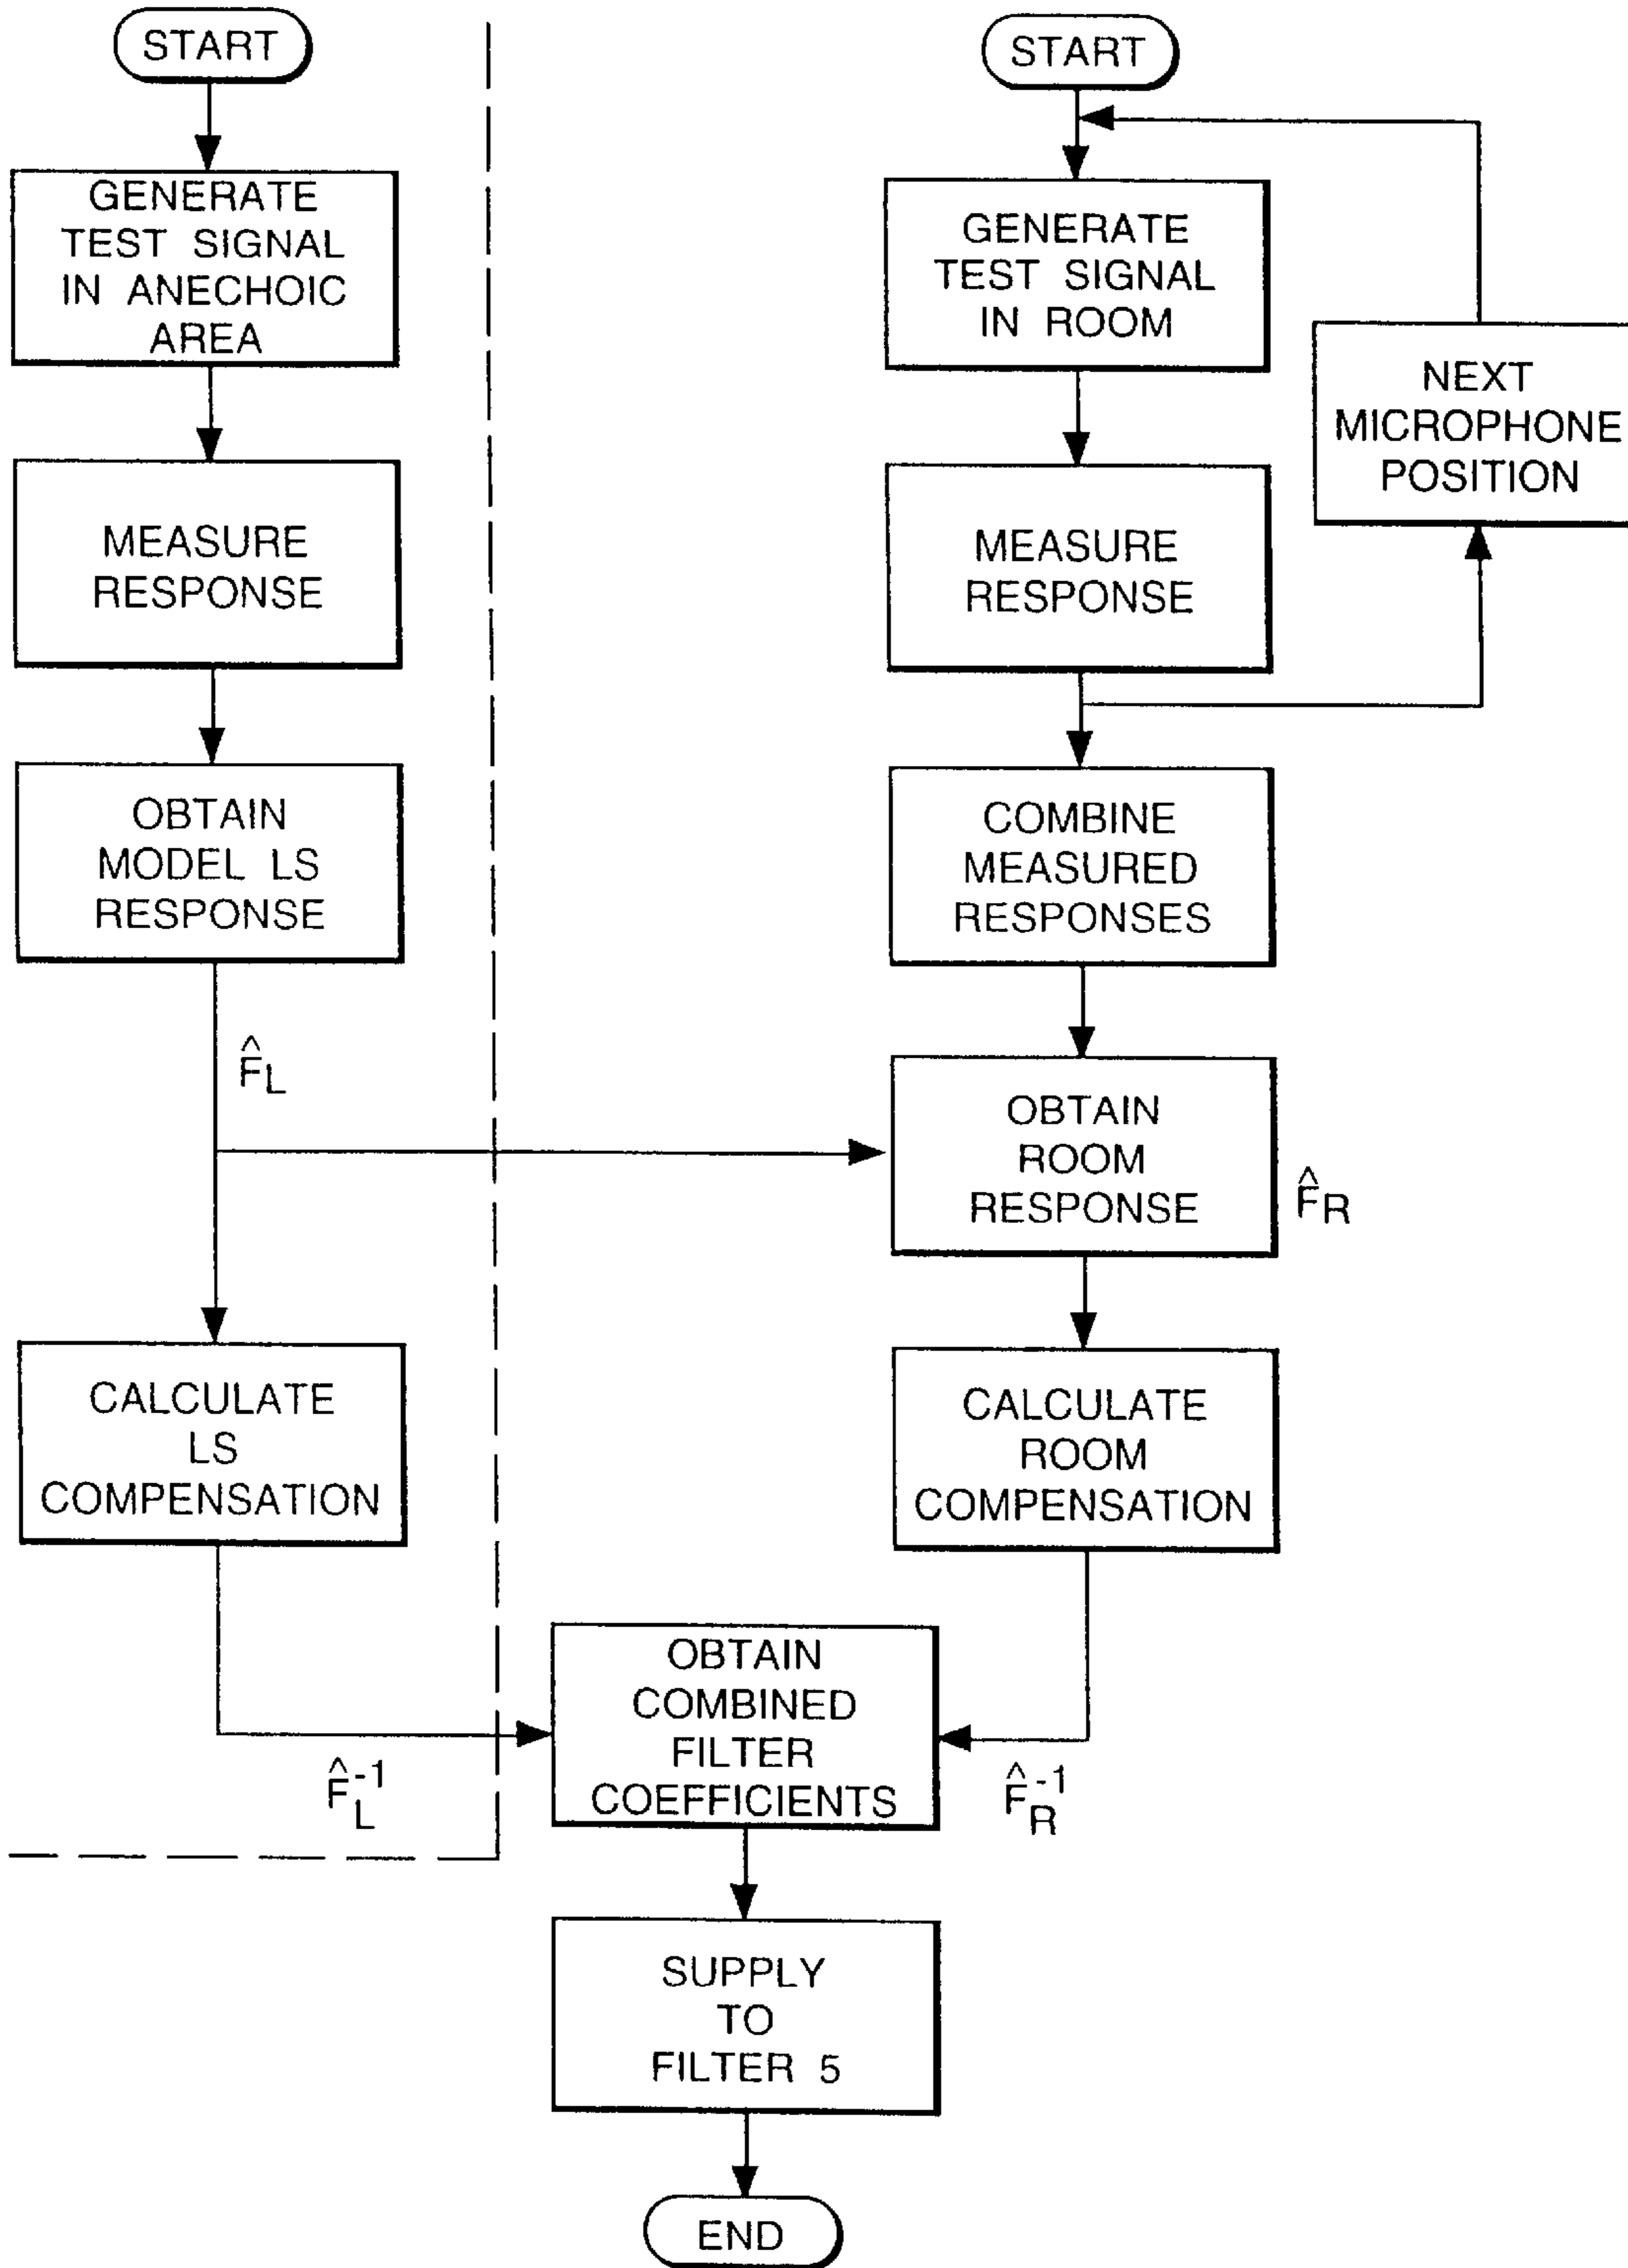 START
GENERATE
TEST SIGNAL
IN ANECHOIC
AREA
MEASURE
RESPONSE
OBTAIN
MODEL LS
RESPONSE
F̂L
CALCULATE
LS
COMPENSATION
F̂L⁻¹
START
GENERATE
TEST SIGNAL
IN ROOM
NEXT
MICROPHONE
POSITION
MEASURE
RESPONSE
COMBINE
MEASURED
RESPONSES
OBTAIN
ROOM
RESPONSE
F̂R
CALCULATE
ROOM
COMPENSATION
F̂R⁻¹
OBTAIN
COMBINED
FILTER
COEFFICIENTS
SUPPLY
TO
FILTER 5
END